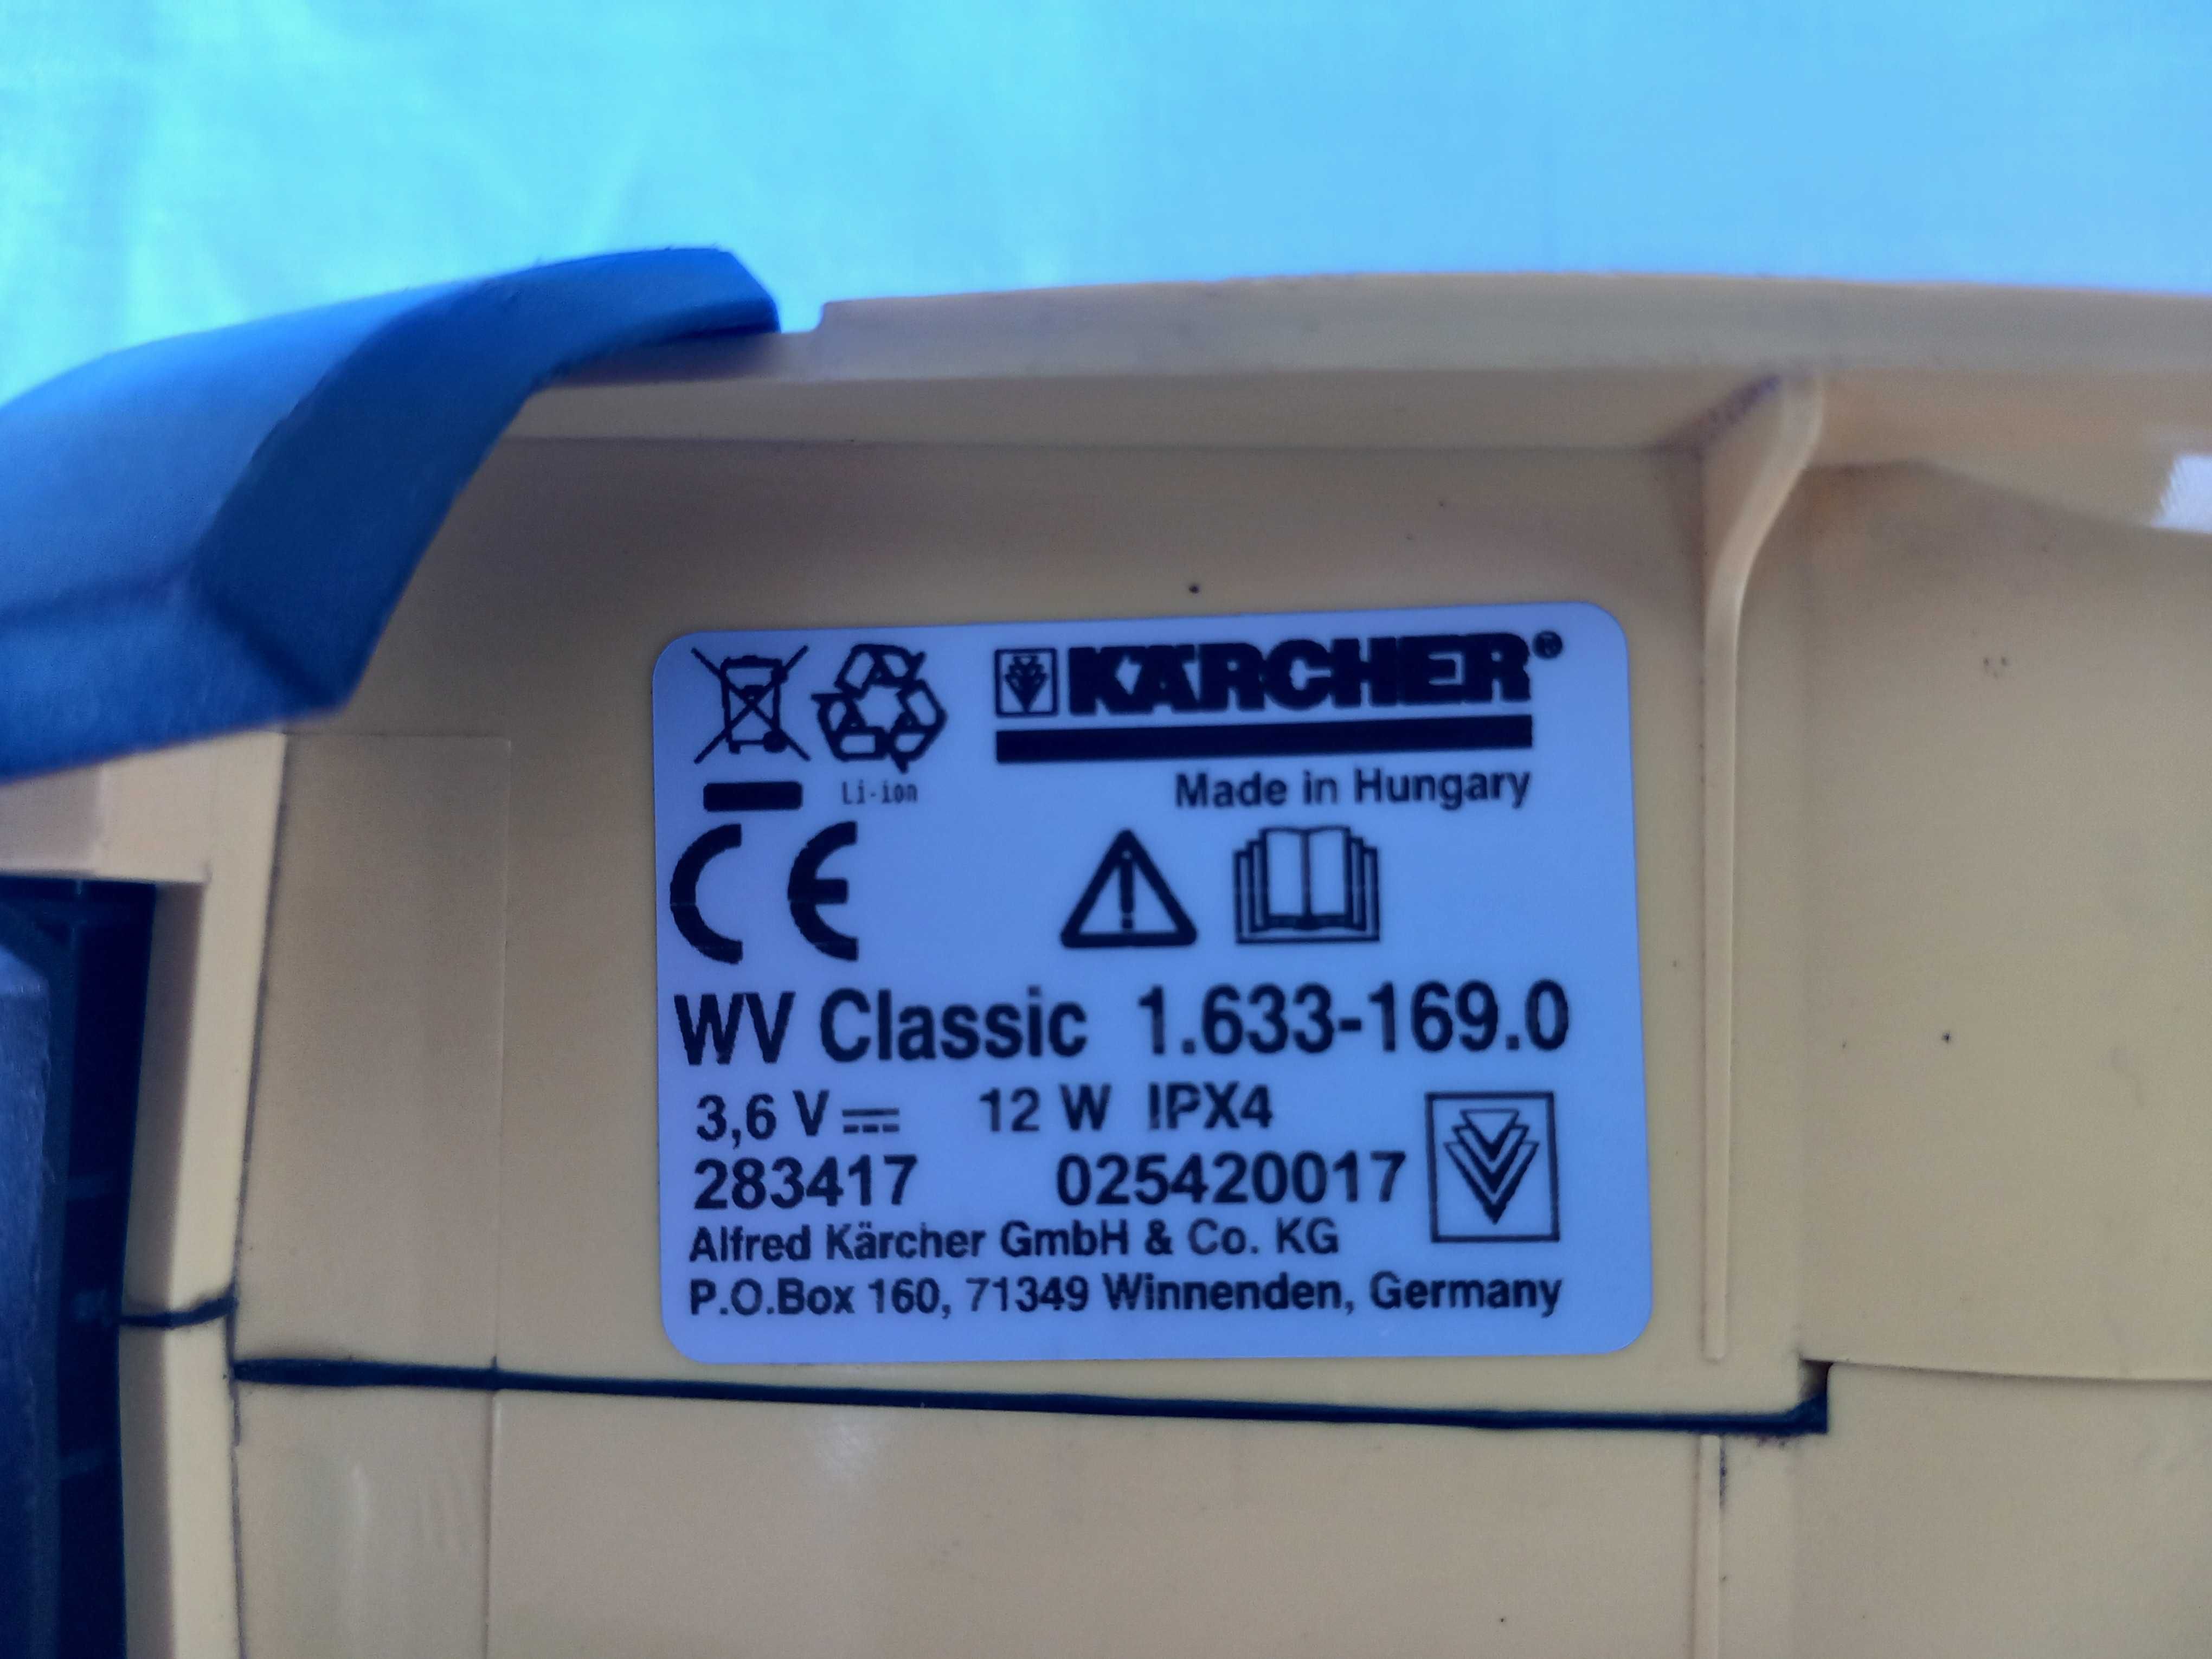 KÄRCHER®
Li-ion
Made in Hungary
CE
WV Classic 1.633-169.0
3,6 V 12 W IPX4
283417 025420017
Alfred Kärcher GmbH & Co. KG
P.O.Box 160, 71349 Winnenden, Germany